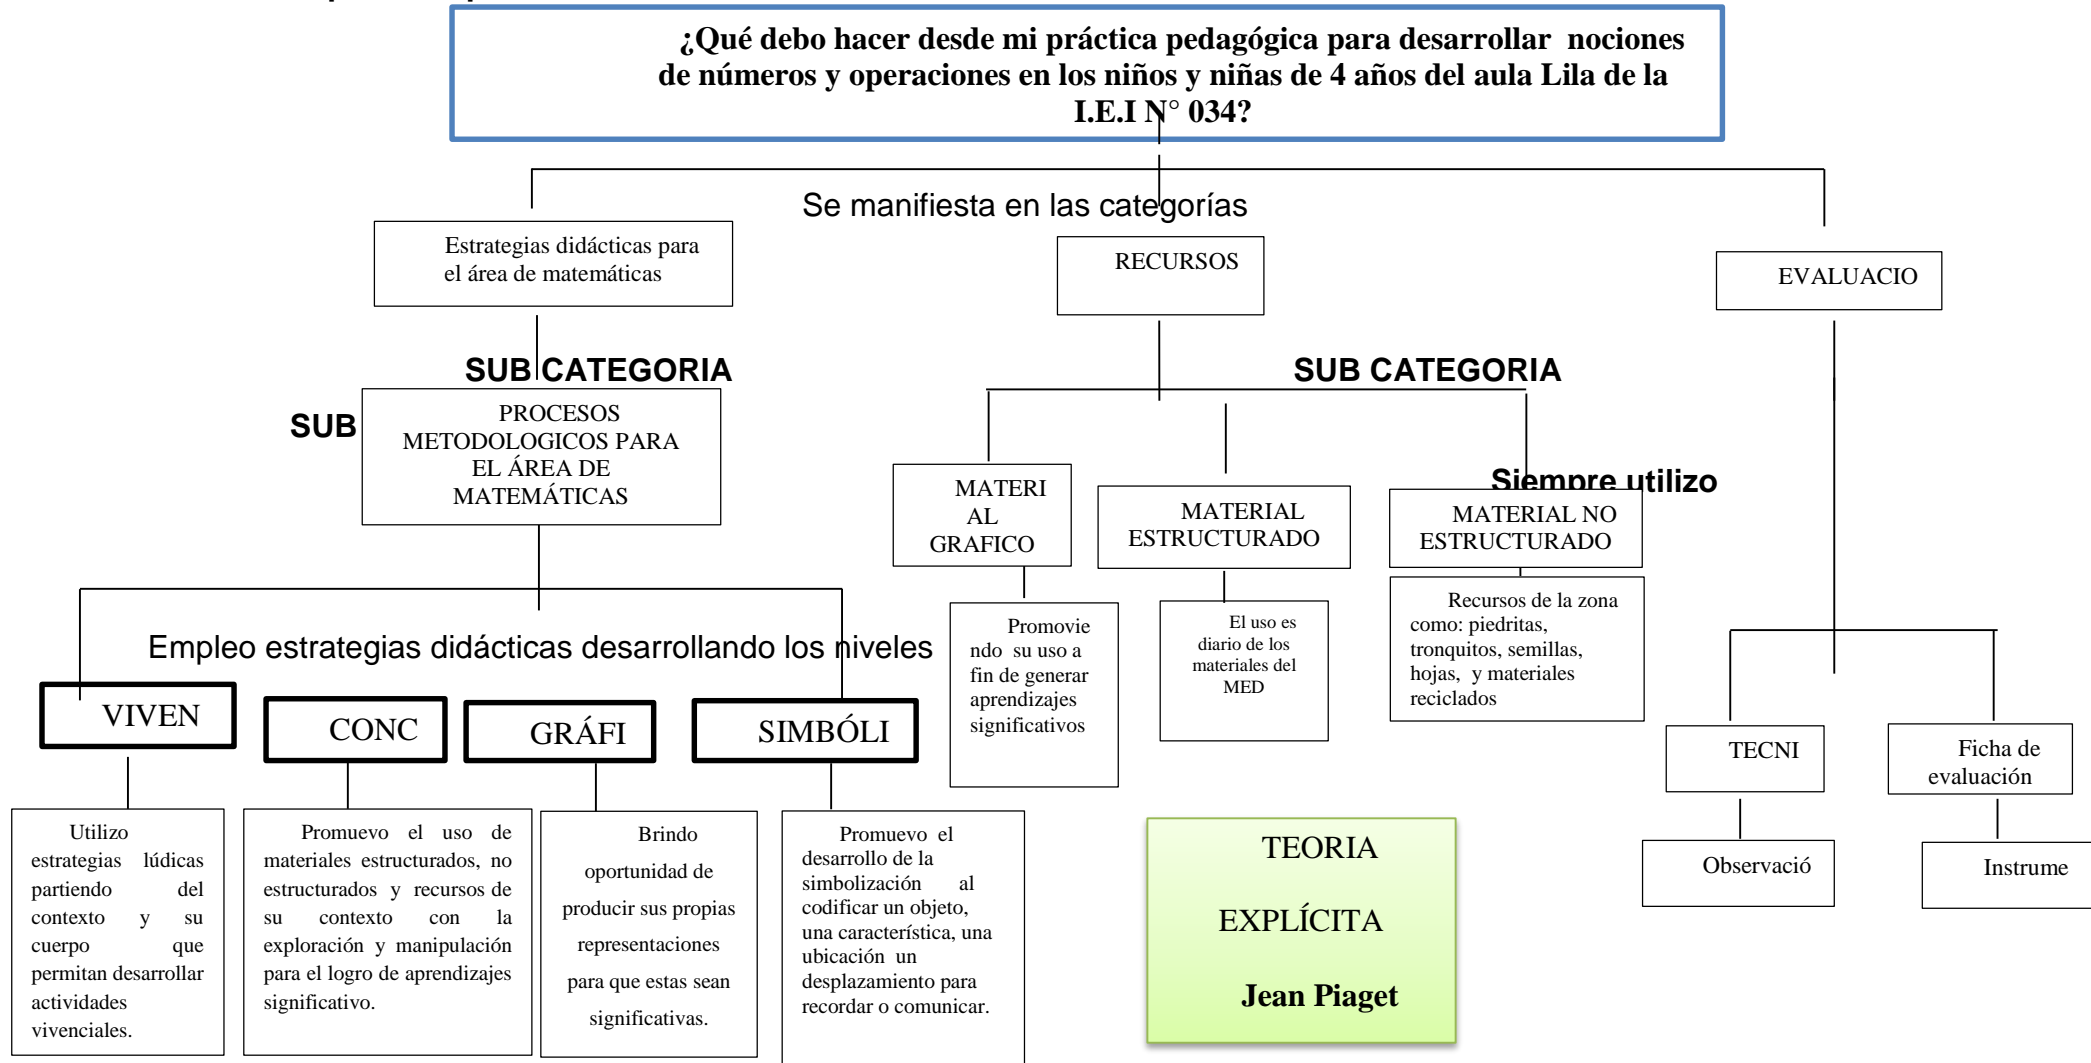 ¿Qué debo hacer desde mi práctica pedagógica para desarrollar nociones
de números y operaciones en los niños y niñas de 4 años del aula Lila de la
I.E.I N° 034?
Se manifiesta en las categorías
Estrategias didácticas para
el área de matemáticas
RECURSOS
EVALUACIO
SUB CATEGORIA
SUB CATEGORIA
SUB
PROCESOS
METODOLOGICOS PARA
EL ÁREA DE
MATEMÁTICAS
Siempre utilizo
MATERI
AL
GRAFICO
MATERIAL
ESTRUCTURADO
MATERIAL NO
ESTRUCTURADO
Promovie
ndo su uso a
fin de generar
aprendizajes
significativos
El uso es
diario de los
materiales del
MED
Recursos de la zona
como: piedritas,
tronquitos, semillas,
hojas, y materiales
reciclados
Empleo estrategias didácticas desarrollando los niveles
VIVEN
CONC
GRÁFI
SIMBÓLI
TECNI
Ficha de
evaluación
Utilizo
estrategias lúdicas
partiendo del
contexto y su
cuerpo que
permitan desarrollar
actividades
vivenciales.
Promuevo el uso de
materiales estructurados, no
estructurados y recursos de
su contexto con la
exploración y manipulación
para el logro de aprendizajes
significativo.
Brindo
oportunidad de
producir sus propias
representaciones
para que estas sean
significativas.
Promuevo el
desarrollo de la
simbolización al
codificar un objeto,
una característica, una
ubicación un
desplazamiento para
recordar o comunicar.
TEORIA
EXPLÍCITA
Jean Piaget
Observació
Instrume